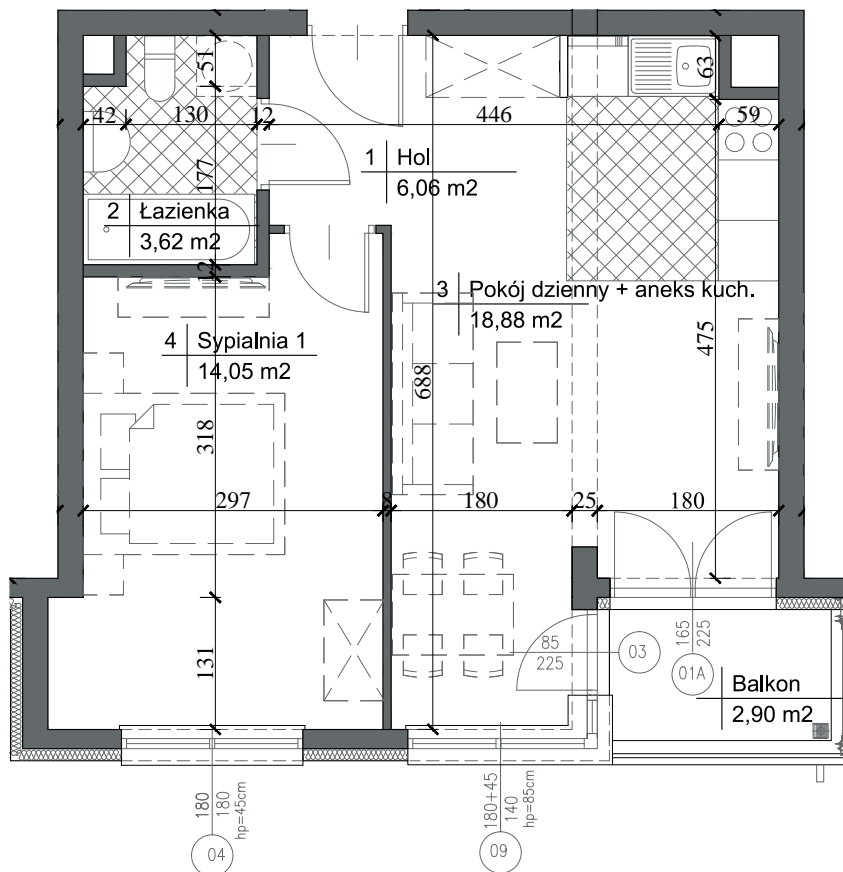 51
63
42
130
12
446
59
177
1 Hol
6,06 m2
2 Łazienka
3,62 m2
12
3 Pokój dzienny + aneks kuch.
18,88 m2
4 Sypialnia 1
14,05 m2
475
688
318
297
8
180
25
180
131
85
225
03
165
225
01A
Balkon
2,90 m2
180
180
hp=45cm
04
180+45
140
hp=85cm
09